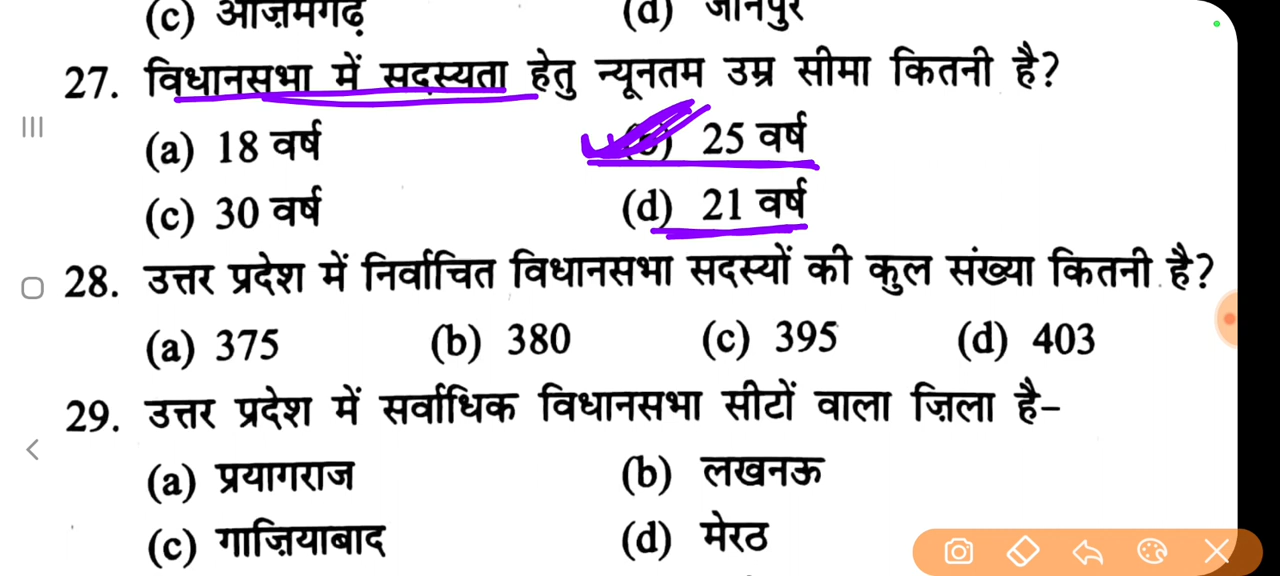 (c) आज़मगढ़ (d) जौनपुर
27. विधानसभा में सदस्यता हेतु न्यूनतम उम्र सीमा कितनी है?
(a) 18 वर्ष (b) 25 वर्ष
(c) 30 वर्ष (d) 21 वर्ष
28. उत्तर प्रदेश में निर्वाचित विधानसभा सदस्यों की कुल संख्या कितनी है?
(a) 375 (b) 380 (c) 395 (d) 403
29. उत्तर प्रदेश में सर्वाधिक विधानसभा सीटों वाला ज़िला है–
(a) प्रयागराज (b) लखनऊ
(c) गाज़ियाबाद (d) मेरठ